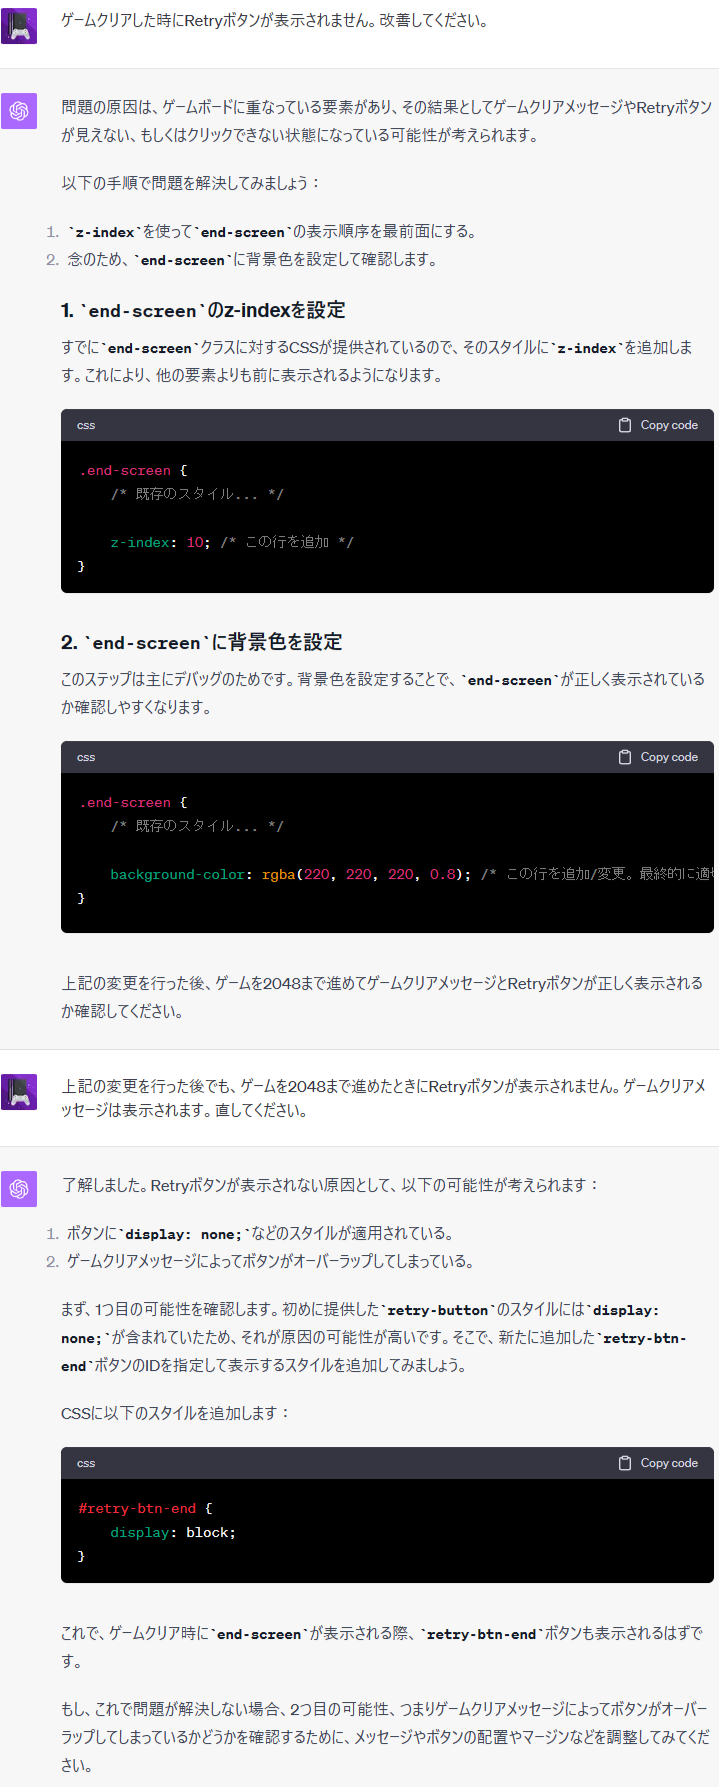 ゲームクリアした時にRetryボタンが表示されません。改善してください。
問題の原因は、ゲームボードに重なっている要素があり、その結果としてゲームクリアメッセージやRetryボタン
が見えない、もしくはクリックできない状態になっている可能性が考えられます。
以下の手順で問題を解決してみましょう：
1. `z-index`を使って`end-screen`の表示順序を最前面にする。
2. 念のため、`end-screen`に背景色を設定して確認します。
1. `end-screen`のz-indexを設定
すでに`end-screen`クラスに対するCSSが提供されているので、そのスタイルに`z-index`を追加しま
す。これにより、他の要素よりも前に表示されるようになります。
css Copy code
.end-screen {
/* 既存のスタイル... */
z-index: 10; /* この行を追加 */
}
2. `end-screen`に背景色を設定
このステップは主にデバッグのためです。背景色を設定することで、`end-screen`が正しく表示されている
か確認しやすくなります。
css Copy code
.end-screen {
/* 既存のスタイル... */
background-color: rgba(220, 220, 220, 0.8); /* この行を追加/変更。最終的に適
}
上記の変更を行った後、ゲームを2048まで進めてゲームクリアメッセージとRetryボタンが正しく表示される
か確認してください。
上記の変更を行った後でも、ゲームを2048まで進めたときにRetryボタンが表示されません。ゲームクリアメ
ッセージは表示されます。直してください。
了解しました。Retryボタンが表示されない原因として、以下の可能性が考えられます：
1. ボタンに`display: none;`などのスタイルが適用されている。
2. ゲームクリアメッセージによってボタンがオーバーラップしてしまっている。
まず、1つ目の可能性を確認します。初めに提供した`retry-button`のスタイルには`display:
none;`が含まれていたため、それが原因の可能性が高いです。そこで、新たに追加した`retry-btn-
end`ボタンのIDを指定して表示するスタイルを追加してみましょう。
CSSに以下のスタイルを追加します：
css Copy code
#retry-btn-end {
display: block;
}
これで、ゲームクリア時に`end-screen`が表示される際、`retry-btn-end`ボタンも表示されるはずで
す。
もし、これで問題が解決しない場合、2つ目の可能性、つまりゲームクリアメッセージによってボタンがオーバー
ラップしてしまっているかどうかを確認するために、メッセージやボタンの配置やマージンなどを調整してみてくだ
さい。